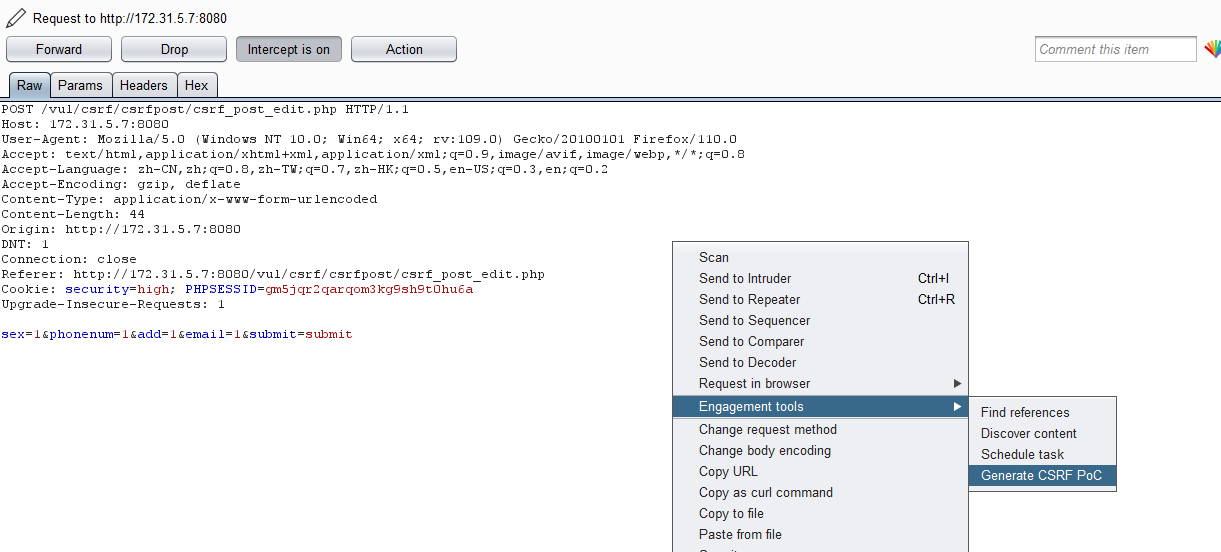 Request to http://172.31.5.7:8080
Forward Drop Intercept is on Action Comment this item
Raw Params Headers Hex
POST /vul/csrf/csrfpost/csrf_post_edit.php HTTP/1.1
Host: 172.31.5.7:8080
User-Agent: Mozilla/5.0 (Windows NT 10.0; Win64; x64; rv:109.0) Gecko/20100101 Firefox/110.0
Accept: text/html,application/xhtml+xml,application/xml;q=0.9,image/avif,image/webp,*/*;q=0.8
Accept-Language: zh-CN,zh;q=0.8,zh-TW;q=0.7,zh-HK;q=0.5,en-US;q=0.3,en;q=0.2
Accept-Encoding: gzip, deflate
Content-Type: application/x-www-form-urlencoded
Content-Length: 44
Origin: http://172.31.5.7:8080
DNT: 1
Connection: close
Referer: http://172.31.5.7:8080/vul/csrf/csrfpost/csrf_post_edit.php
Cookie: security=high; PHPSESSID=gm5jqr2qarqom3kg9sh9t0hu6a
Upgrade-Insecure-Requests: 1
sex=1&phonenum=1&add=1&email=1&submit=submit
Scan
Send to Intruder Ctrl+I
Send to Repeater Ctrl+R
Send to Sequencer
Send to Comparer
Send to Decoder
Request in browser
Engagement tools
Change request method
Change body encoding
Copy URL
Copy as curl command
Copy to file
Paste from file
Find references
Discover content
Schedule task
Generate CSRF PoC